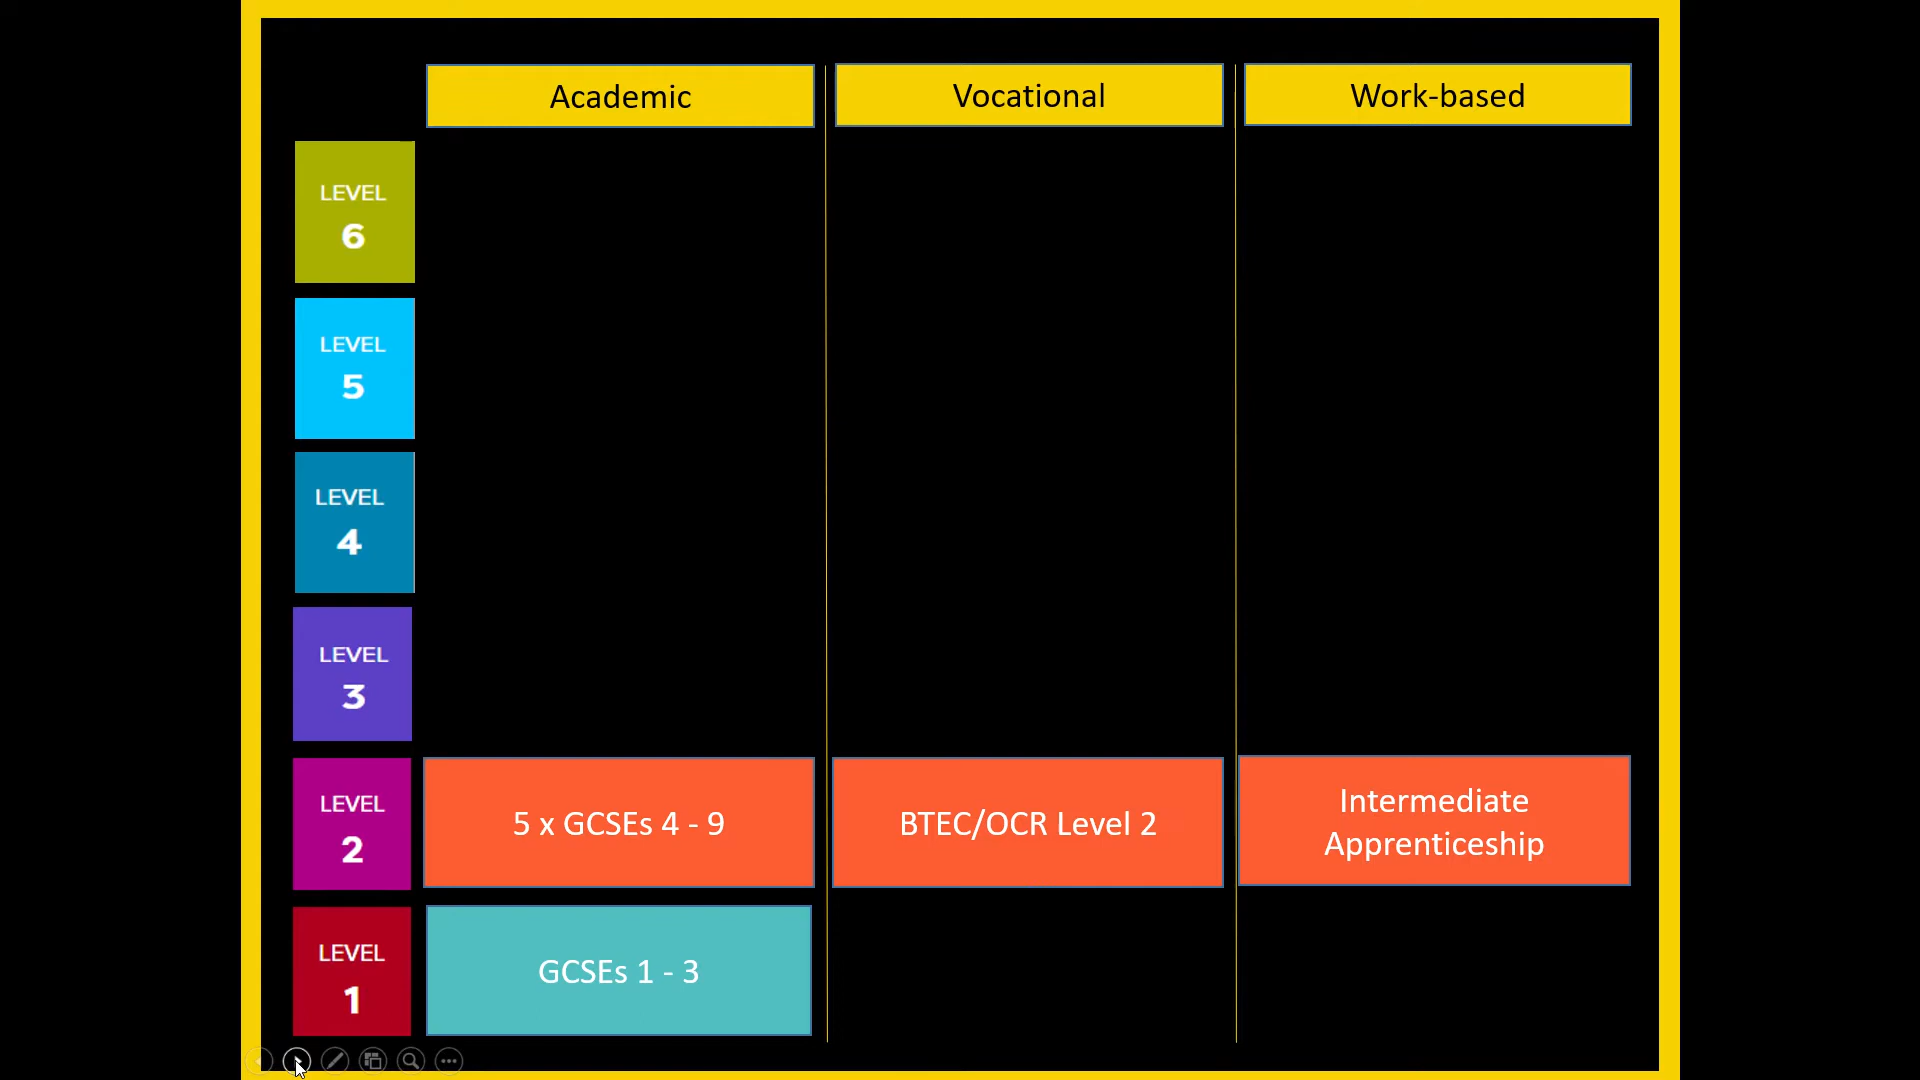 Academic
Vocational
Work-based
LEVEL
6
LEVEL
5
LEVEL
4
LEVEL
3
LEVEL
2
5 x GCSEs 4 - 9
BTEC/OCR Level 2
Intermediate
Apprenticeship
LEVEL
1
GCSEs 1 - 3